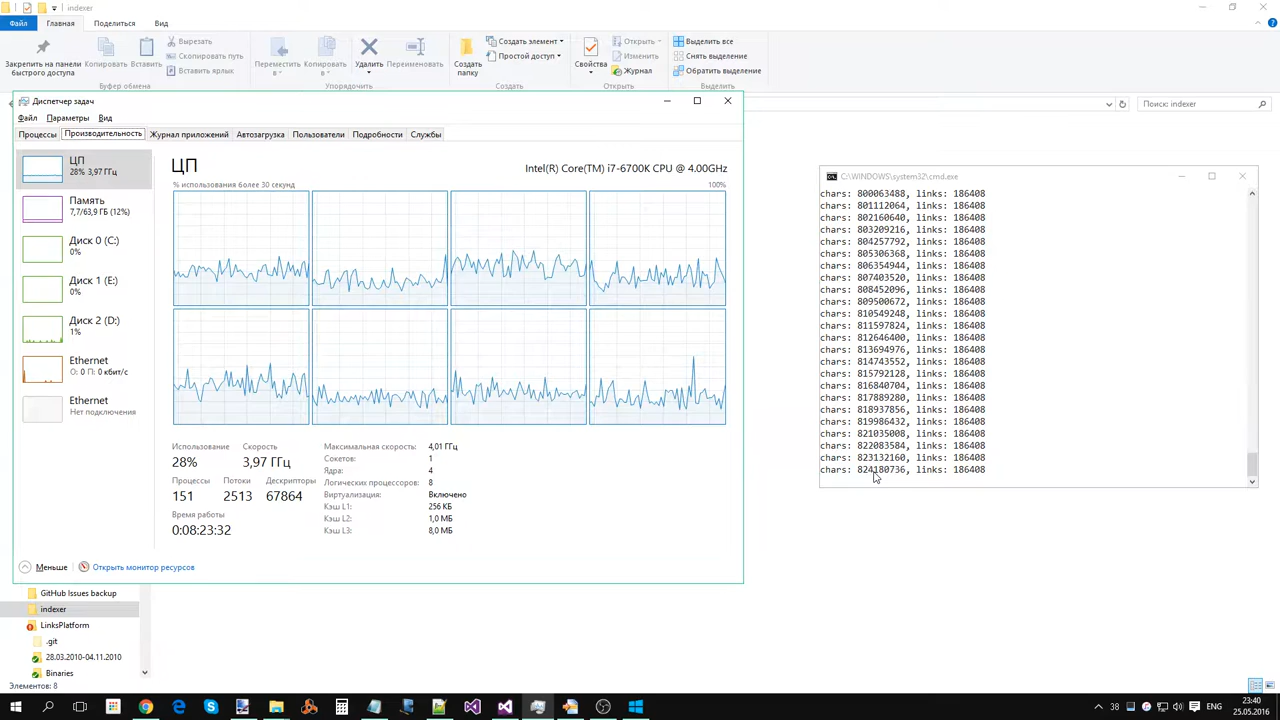 indexer
Файл Главная Поделиться Вид
Закрепить на панели быстрого доступа
Копировать
Вставить
Вырезать
Скопировать путь
Вставить ярлык
Буфер обмена
Переместить в
Копировать в
Удалить
Переименовать
Упорядочить
Создать папку
Создать элемент
Простой доступ
Создать
Свойства
Открыть
Изменить
Журнал
Открыть
Выделить все
Снять выделение
Обратить выделение
Выделить
Поиск: indexer
Диспетчер задач
Файл Параметры Вид
Процессы Производительность Журнал приложений Автозагрузка Пользователи Подробности Службы
ЦП
28% 3,97 ГГц
Память
7,7/63,9 ГБ (12%)
Диск 0 (C:)
0%
Диск 1 (E:)
0%
Диск 2 (D:)
1%
Ethernet
О: 0 П: 0 кбит/с
Ethernet
Нет подключения
ЦП
Intel(R) Core(TM) i7-6700K CPU @ 4.00GHz
% использования более 30 секунд 100%
Использование Скорость
28% 3,97 ГГц
Процессы Потоки Дескрипторы
151 2513 67864
Время работы
0:08:23:32
Максимальная скорость: 4,01 ГГц
Сокетов: 1
Ядра: 4
Логических процессоров: 8
Виртуализация: Включено
Кэш L1: 256 КБ
Кэш L2: 1,0 МБ
Кэш L3: 8,0 МБ
Меньше Открыть монитор ресурсов
C:\WINDOWS\system32\cmd.exe
chars: 800063488, links: 186408
chars: 801112064, links: 186408
chars: 802160640, links: 186408
chars: 803209216, links: 186408
chars: 804257792, links: 186408
chars: 805306368, links: 186408
chars: 806354944, links: 186408
chars: 807403520, links: 186408
chars: 808452096, links: 186408
chars: 809500672, links: 186408
chars: 810549248, links: 186408
chars: 811597824, links: 186408
chars: 812646400, links: 186408
chars: 813694976, links: 186408
chars: 814743552, links: 186408
chars: 815792128, links: 186408
chars: 816840704, links: 186408
chars: 817889280, links: 186408
chars: 818937856, links: 186408
chars: 819986432, links: 186408
chars: 821035008, links: 186408
chars: 822083584, links: 186408
chars: 823132160, links: 186408
chars: 824180736, links: 186408
GitHub Issues backup
indexer
LinksPlatform
.git
28.03.2010-04.11.2010
Binaries
Элементов: 8
38
ENG
23:40
25.05.2016